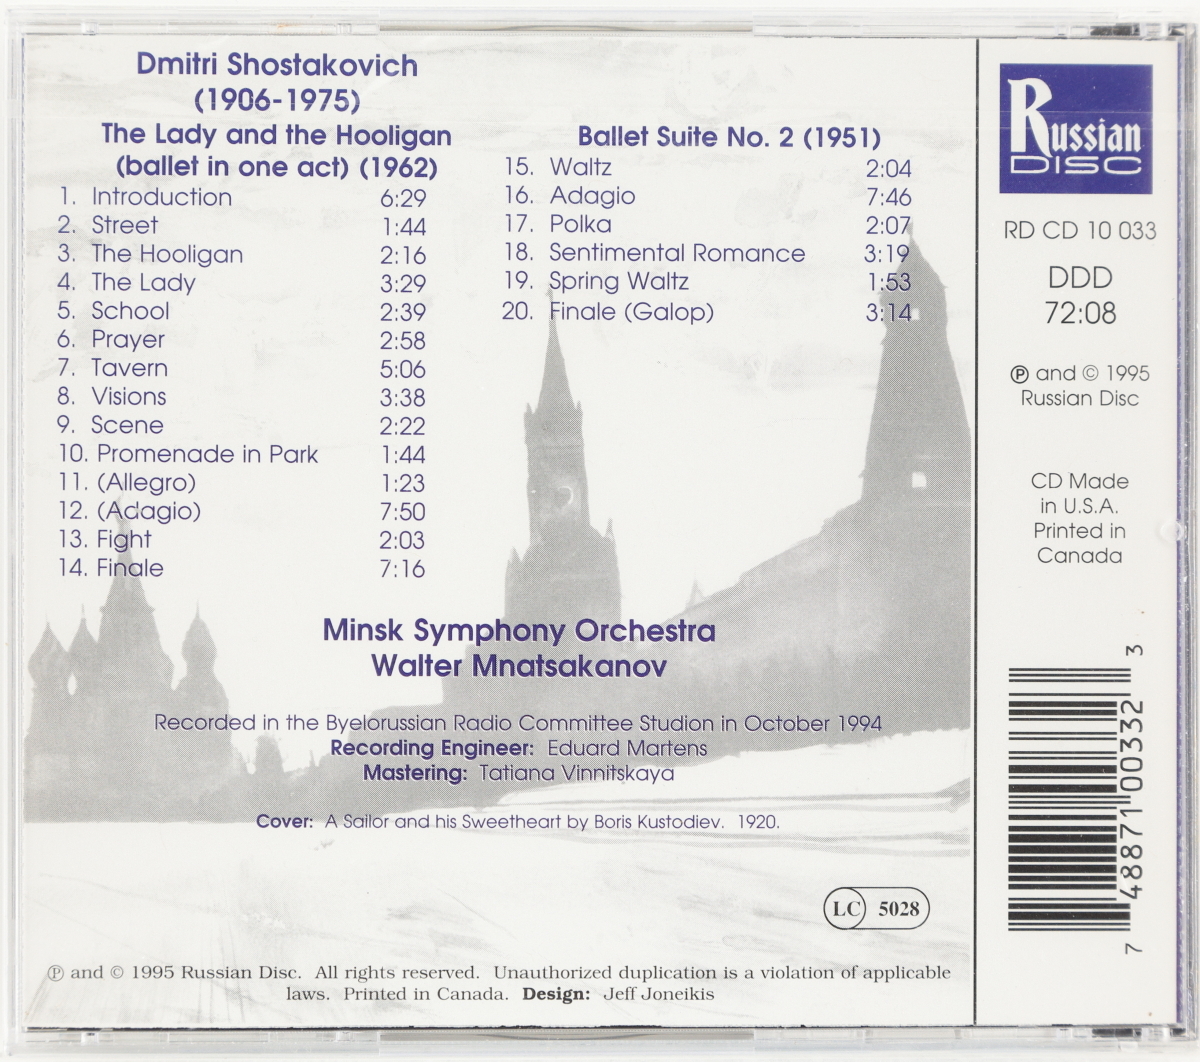 Dmitri Shostakovich
(1906-1975)
The Lady and the Hooligan
(ballet in one act) (1962)
1. Introduction 6:29
2. Street 1:44
3. The Hooligan 2:16
4. The Lady 3:29
5. School 2:39
6. Prayer 2:58
7. Tavern 5:06
8. Visions 3:38
9. Scene 2:22
10. Promenade in Park 1:44
11. (Allegro) 1:23
12. (Adagio) 7:50
13. Fight 2:03
14. Finale 7:16
Ballet Suite No. 2 (1951)
15. Waltz 2:04
16. Adagio 7:46
17. Polka 2:07
18. Sentimental Romance 3:19
19. Spring Waltz 1:53
20. Finale (Galop) 3:14
Minsk Symphony Orchestra
Walter Mnatsakanov
Recorded in the Byelorussian Radio Committee Studion in October 1994
Recording Engineer: Eduard Martens
Mastering: Tatiana Vinnitskaya
Cover: A Sailor and his Sweetheart by Boris Kustodiev. 1920.
LC 5028
℗ and © 1995 Russian Disc. All rights reserved. Unauthorized duplication is a violation of applicable
laws. Printed in Canada. Design: Jeff Joneikis
Russian
DISC
RD CD 10 033
DDD
72:08
℗ and © 1995
Russian Disc
CD Made
in U.S.A.
Printed in
Canada
7 48871 00332 3